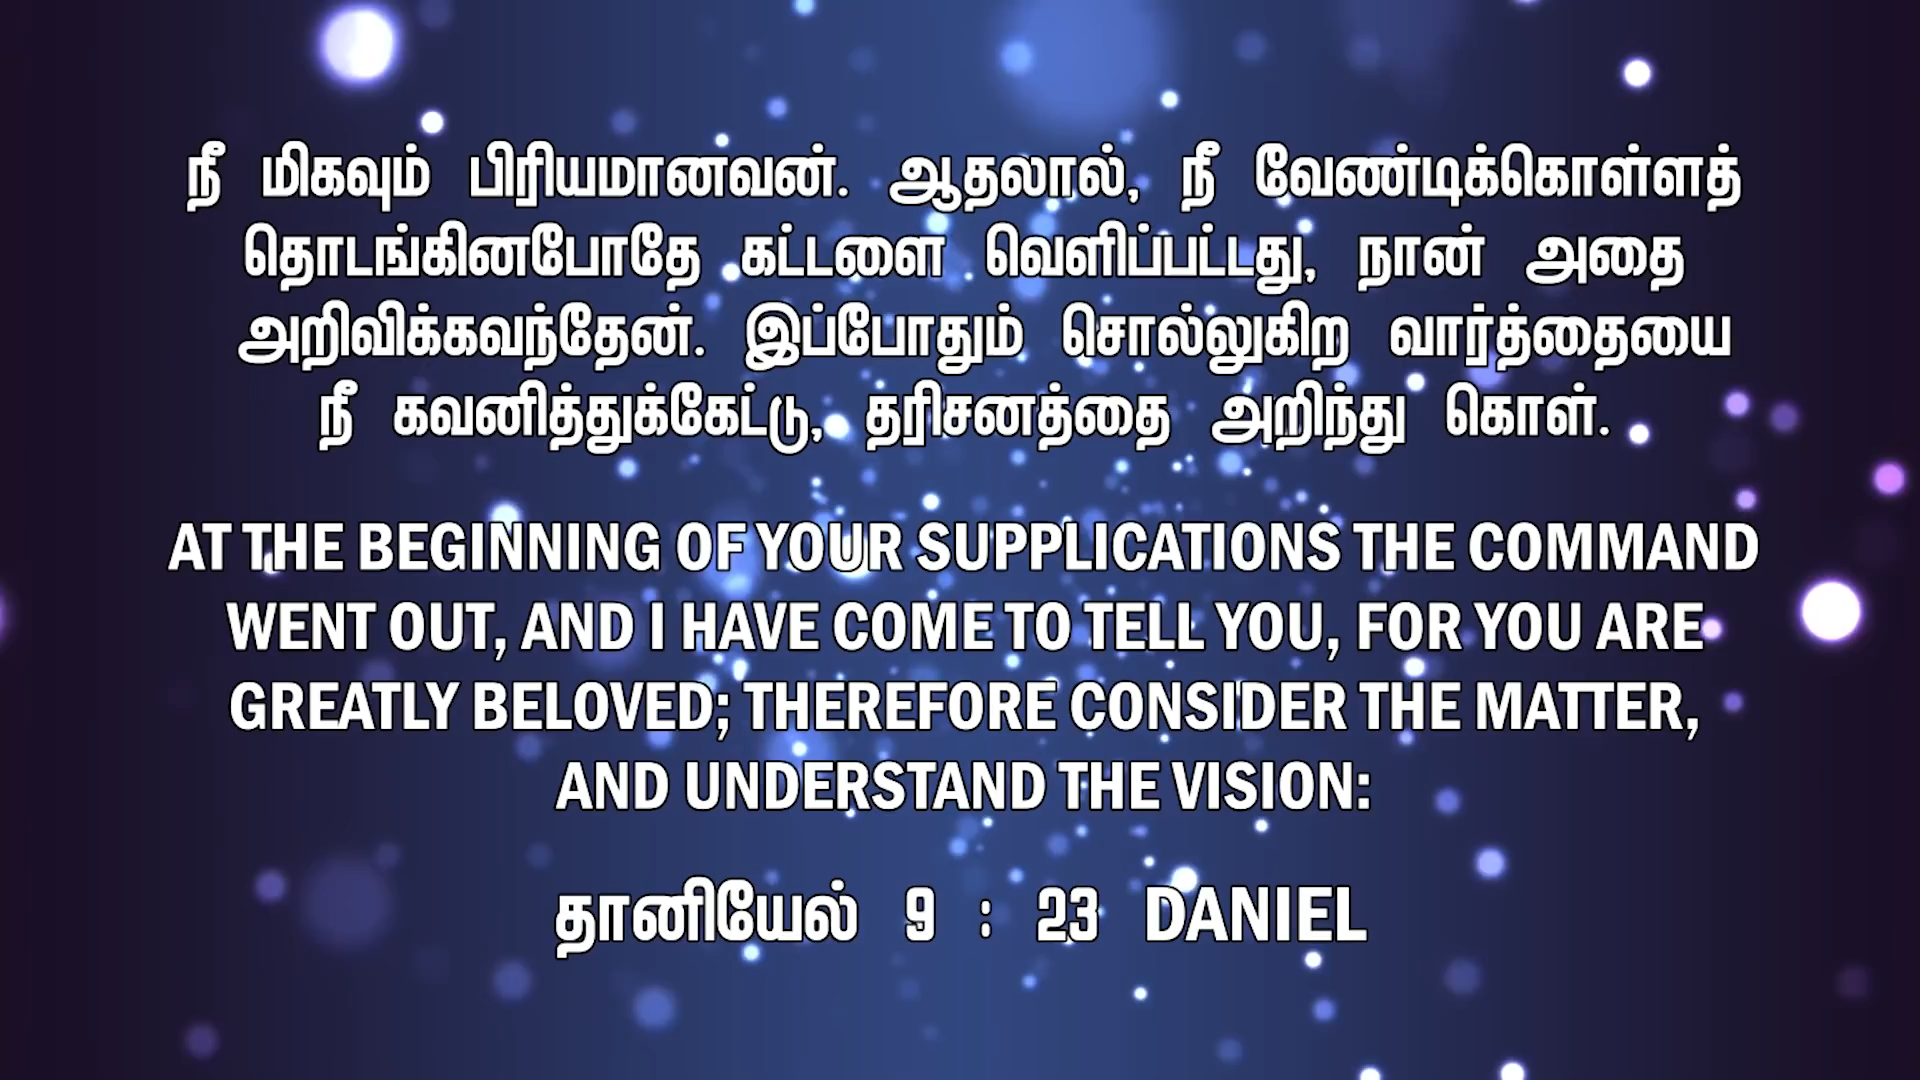 நீ மிகவும் பிரியமானவன். ஆதலால், நீ வேண்டிக்கொள்ளத்
தொடங்கினபோதே கட்டளை வெளிப்பட்டது, நான் அதை
அறிவிக்கவந்தேன். இப்போதும் சொல்லுகிற வார்த்தையை
நீ கவனித்துக்கேட்டு, தரிசனத்தை அறிந்து கொள்.
AT THE BEGINNING OF YOUR SUPPLICATIONS THE COMMAND
WENT OUT, AND I HAVE COME TO TELL YOU, FOR YOU ARE
GREATLY BELOVED; THEREFORE CONSIDER THE MATTER,
AND UNDERSTAND THE VISION:
தானியேல் 9 : 23 DANIEL